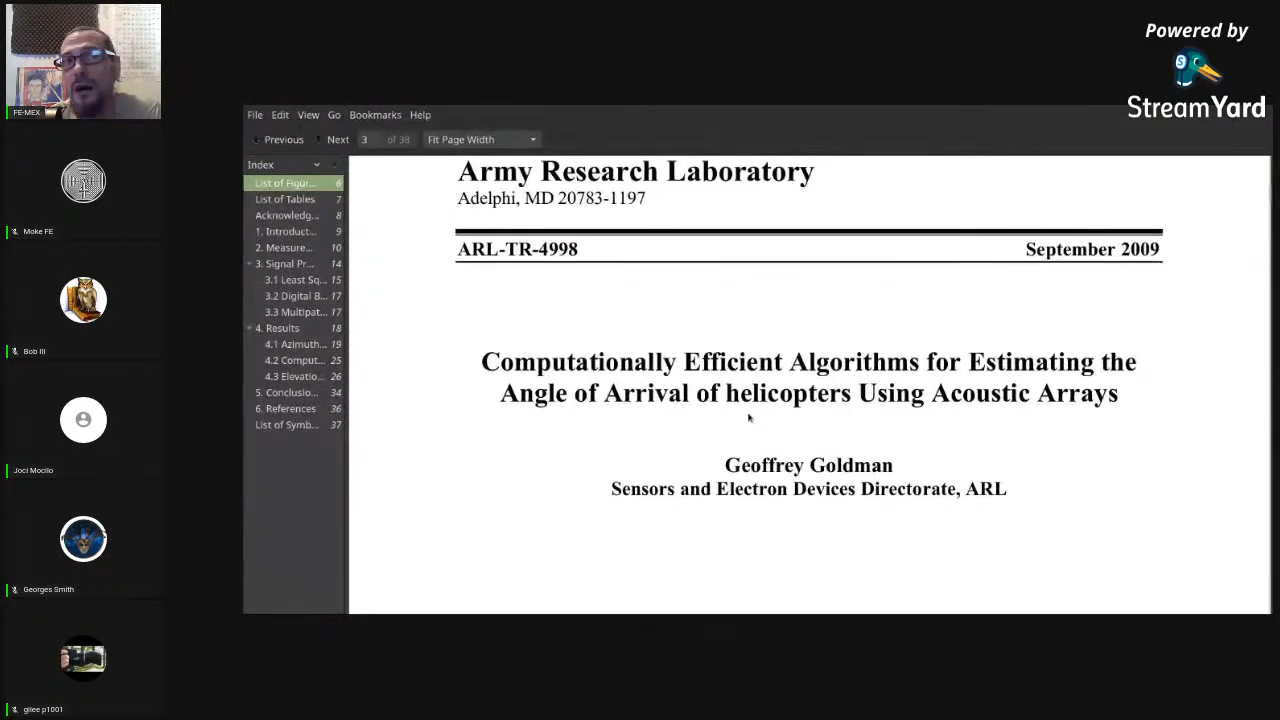 Powered by
StreamYard
FE-MEX
Moke FE
Bob III
Joci Mocilo
Georges Smith
gilee p1001
File Edit View Go Bookmarks Help
Previous Next 3 of 38 Fit Page Width
Index
List of Figur... 6
List of Tables 7
Acknowledg... 8
1. Introduct... 9
2. Measure... 10
3. Signal Pr... 14
3.1 Least Sq... 15
3.2 Digital B... 17
3.3 Multipat... 17
4. Results 18
4.1 Azimuth... 19
4.2 Comput... 25
4.3 Elevatio... 26
5. Conclusio... 34
6. References 36
List of Symb... 37
Army Research Laboratory
Adelphi, MD 20783-1197
ARL-TR-4998 September 2009
Computationally Efficient Algorithms for Estimating the
Angle of Arrival of helicopters Using Acoustic Arrays
Geoffrey Goldman
Sensors and Electron Devices Directorate, ARL